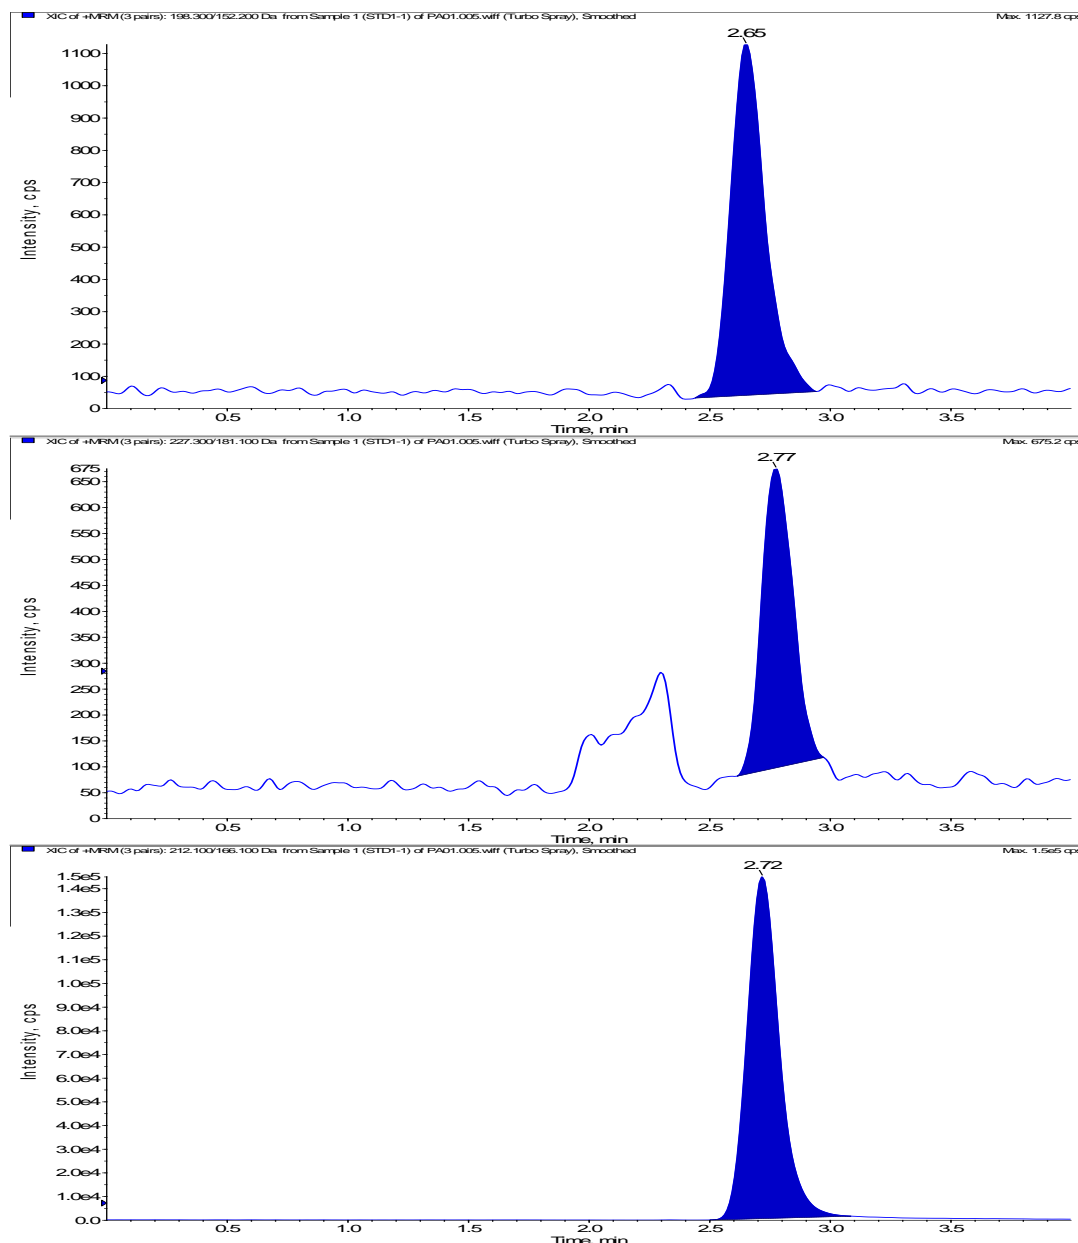 XIC of +MRM (3 pairs): 198.300/152.200 Da from Sample 1 (STD1-1) of PA01.005.wiff (Turbo Spray), Smoothed Max. 1127.8 cps
2.65
1100
1000
900
800
700
600
500
400
300
200
100
0
Intensity, cps
0.5 1.0 1.5 2.0 2.5 3.0 3.5
Time, min
XIC of +MRM (3 pairs): 227.300/181.100 Da from Sample 1 (STD1-1) of PA01.005.wiff (Turbo Spray), Smoothed Max. 675.2 cps
2.77
675
650
600
550
500
450
400
350
300
250
200
150
100
50
0
Intensity, cps
0.5 1.0 1.5 2.0 2.5 3.0 3.5
Time, min
XIC of +MRM (3 pairs): 212.100/166.100 Da from Sample 1 (STD1-1) of PA01.005.wiff (Turbo Spray), Smoothed Max. 1.5e5 cps
2.72
1.5e5
1.4e5
1.3e5
1.2e5
1.1e5
1.0e5
9.0e4
8.0e4
7.0e4
6.0e4
5.0e4
4.0e4
3.0e4
2.0e4
1.0e4
0.0
Intensity, cps
0.5 1.0 1.5 2.0 2.5 3.0 3.5
Time, min